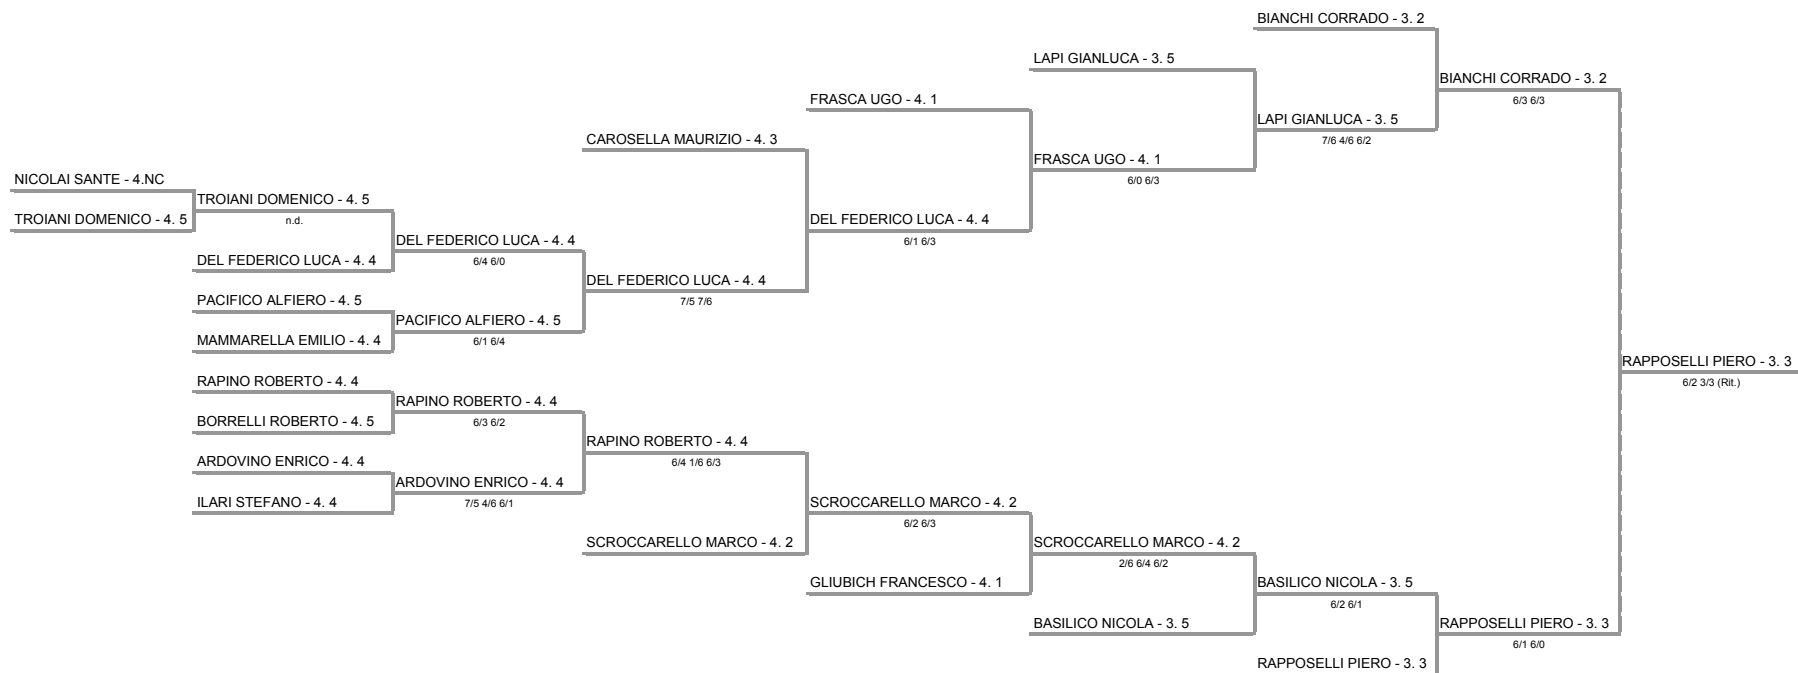 BIANCHI CORRADO - 3. 2
LAPI GIANLUCA - 3. 5
BIANCHI CORRADO - 3. 2
6/3 6/3
FRASCA UGO - 4. 1
LAPI GIANLUCA - 3. 5
7/6 4/6 6/2
CAROSELLA MAURIZIO - 4. 3
FRASCA UGO - 4. 1
6/0 6/3
NICOLAI SANTE - 4.NC
TROIANI DOMENICO - 4. 5
n.d.
TROIANI DOMENICO - 4. 5
DEL FEDERICO LUCA - 4. 4
6/1 6/3
DEL FEDERICO LUCA - 4. 4
6/4 6/0
DEL FEDERICO LUCA - 4. 4
DEL FEDERICO LUCA - 4. 4
7/5 7/6
PACIFICO ALFIERO - 4. 5
PACIFICO ALFIERO - 4. 5
6/1 6/4
MAMMARELLA EMILIO - 4. 4
RAPPOSELLI PIERO - 3. 3
6/2 3/3 (Rit.)
RAPINO ROBERTO - 4. 4
RAPINO ROBERTO - 4. 4
6/3 6/2
BORRELLI ROBERTO - 4. 5
RAPINO ROBERTO - 4. 4
6/4 1/6 6/3
ARDOVINO ENRICO - 4. 4
ARDOVINO ENRICO - 4. 4
7/5 4/6 6/1
ILARI STEFANO - 4. 4
SCROCCARELLO MARCO - 4. 2
6/2 6/3
SCROCCARELLO MARCO - 4. 2
SCROCCARELLO MARCO - 4. 2
2/6 6/4 6/2
GLIUBICH FRANCESCO - 4. 1
BASILICO NICOLA - 3. 5
6/2 6/1
BASILICO NICOLA - 3. 5
RAPPOSELLI PIERO - 3. 3
6/1 6/0
RAPPOSELLI PIERO - 3. 3